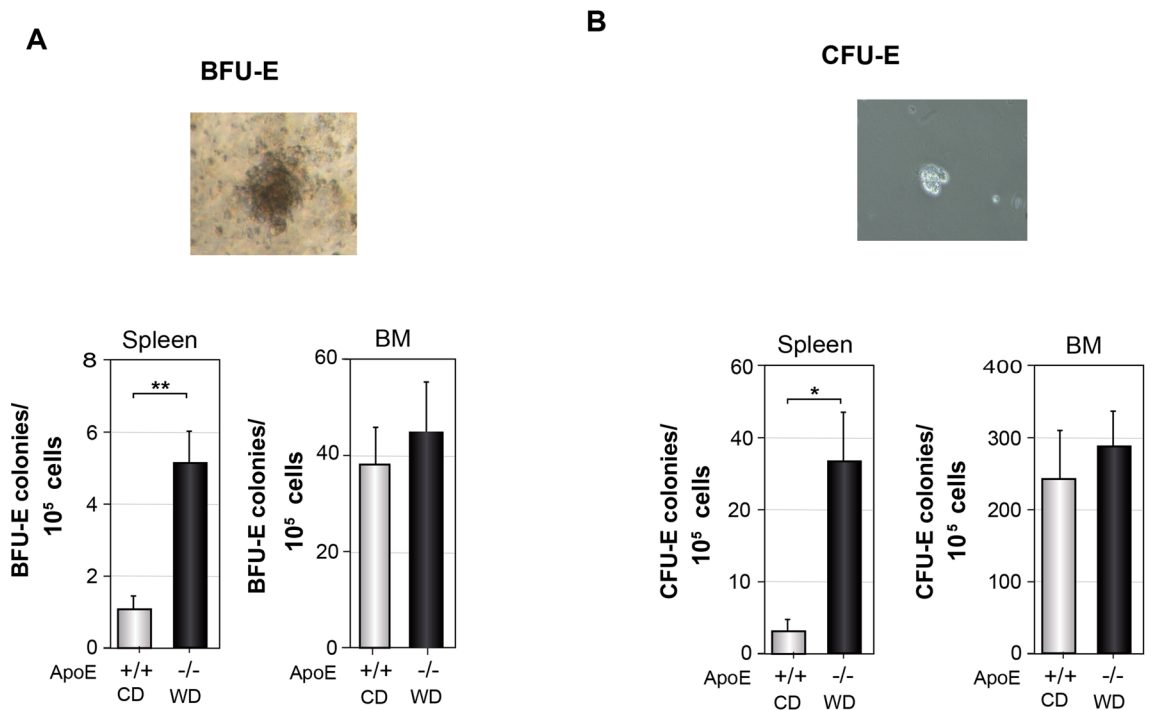 A
BFU-E
Spleen
BFU-E colonies/
10⁵ cells
8
6
4
2
0
**
ApoE +/+ -/-
CD WD
BM
BFU-E colonies/
10⁵ cells
60
40
20
0
+/+ -/-
CD WD
B
CFU-E
Spleen
CFU-E colonies/
10⁵ cells
60
40
20
10
0
*
ApoE +/+ -/-
CD WD
BM
CFU-E colonies/
10⁵ cells
400
300
200
100
0
ApoE +/+ -/-
CD WD